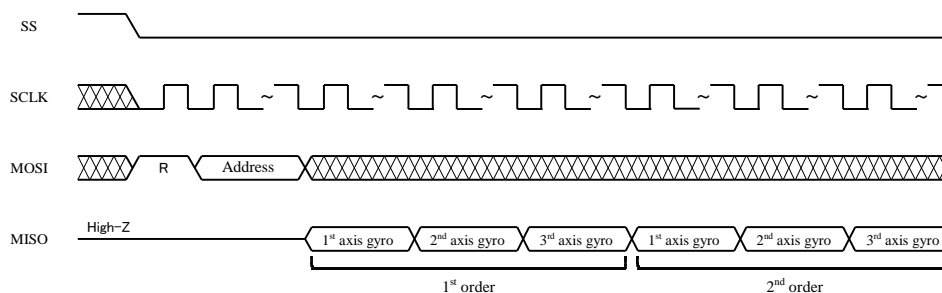 SS
SCLK ~ ~ ~ ~ ~ ~ ~
MOSI R Address
High-Z
MISO 1st axis gyro 2nd axis gyro 3rd axis gyro 1st axis gyro 2nd axis gyro 3rd axis gyro
1st order 2nd order